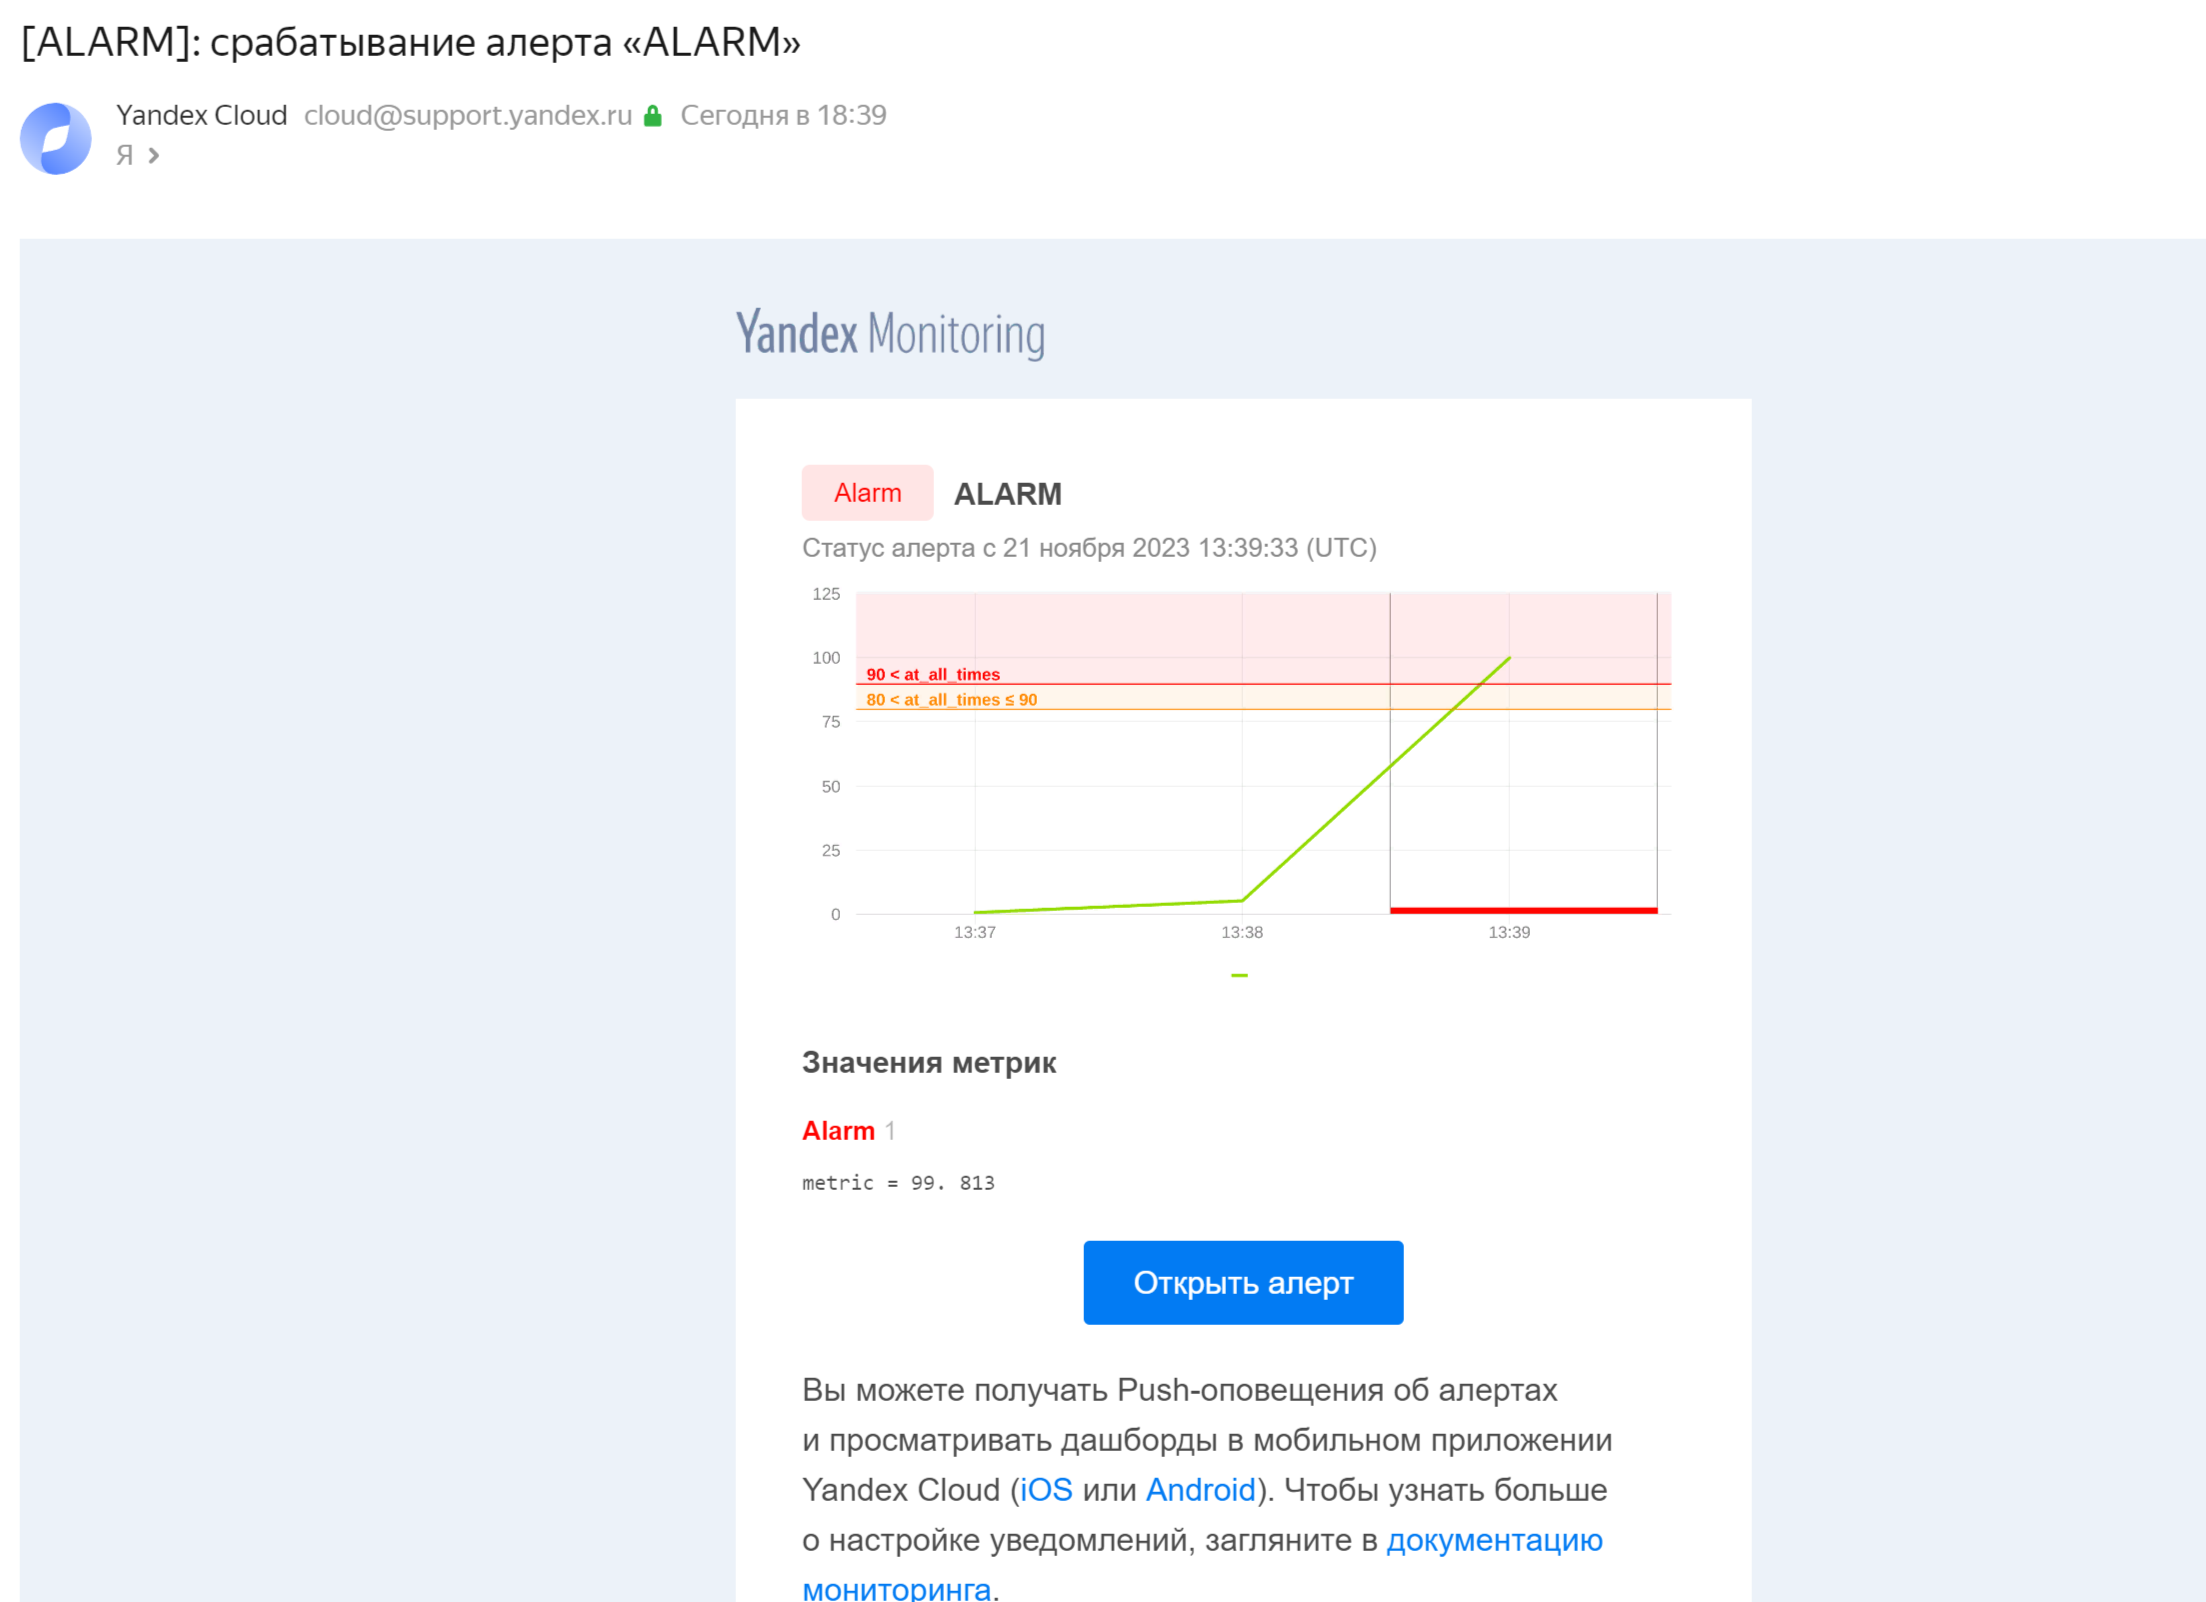 [ALARM]: срабатывание алерта «ALARM»
Yandex Cloud cloud@support.yandex.ru Сегодня в 18:39
Я
Yandex Monitoring
Alarm ALARM
Статус алерта с 21 ноября 2023 13:39:33 (UTC)
125
100
90 < at_all_times
80 < at_all_times ≤ 90
75
50
25
0
13:37 13:38 13:39
Значения метрик
Alarm 1
metric = 99. 813
Открыть алерт
Вы можете получать Push-оповещения об алертах
и просматривать дашборды в мобильном приложении
Yandex Cloud (iOS или Android). Чтобы узнать больше
о настройке уведомлений, загляните в документацию
мониторинга.